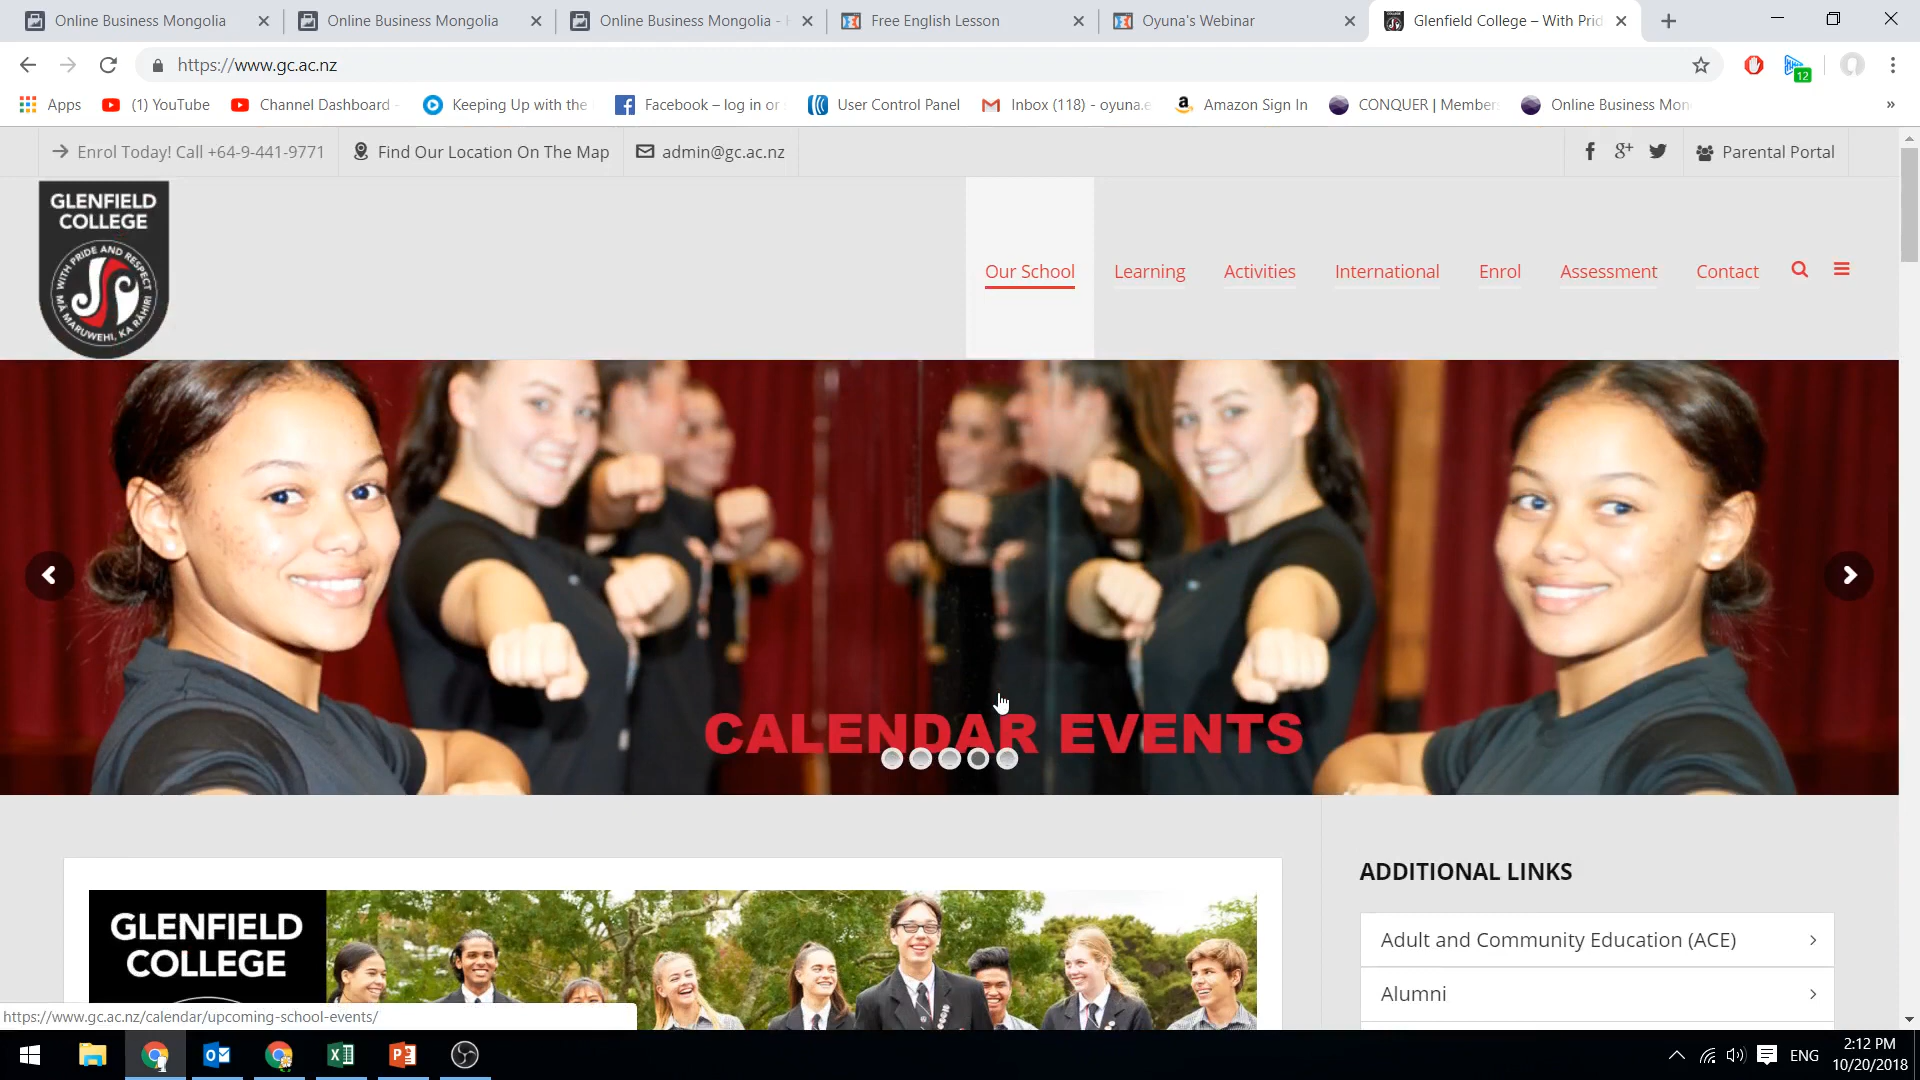 Online Business Mongolia
Online Business Mongolia
Online Business Mongolia -
Free English Lesson
Oyuna's Webinar
Glenfield College – With Prid
https://www.gc.ac.nz
12
Apps
(1) YouTube
Channel Dashboard -
Keeping Up with the
Facebook – log in or
User Control Panel
Inbox (118) - oyuna.e
Amazon Sign In
CONQUER | Member
Online Business Mon
»
Enrol Today! Call +64-9-441-9771
Find Our Location On The Map
admin@gc.ac.nz
Parental Portal
GLENFIELD
COLLEGE
WITH PRIDE AND RESPECT
MĀ MARUWEHI, KA RĀHIRI
Our School
Learning
Activities
International
Enrol
Assessment
Contact
CALENDAR EVENTS
GLENFIELD
COLLEGE
ADDITIONAL LINKS
Adult and Community Education (ACE)
Alumni
https://www.gc.ac.nz/calendar/upcoming-school-events/
ENG
2:12 PM
10/20/2018